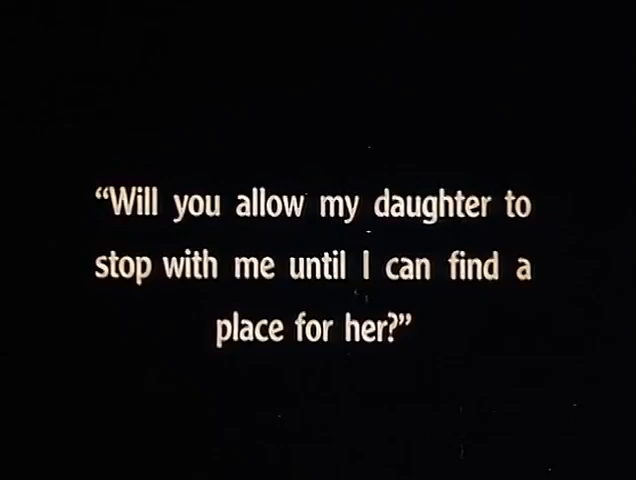 “Will you allow my daughter to
stop with me until I can find a
place for her?”